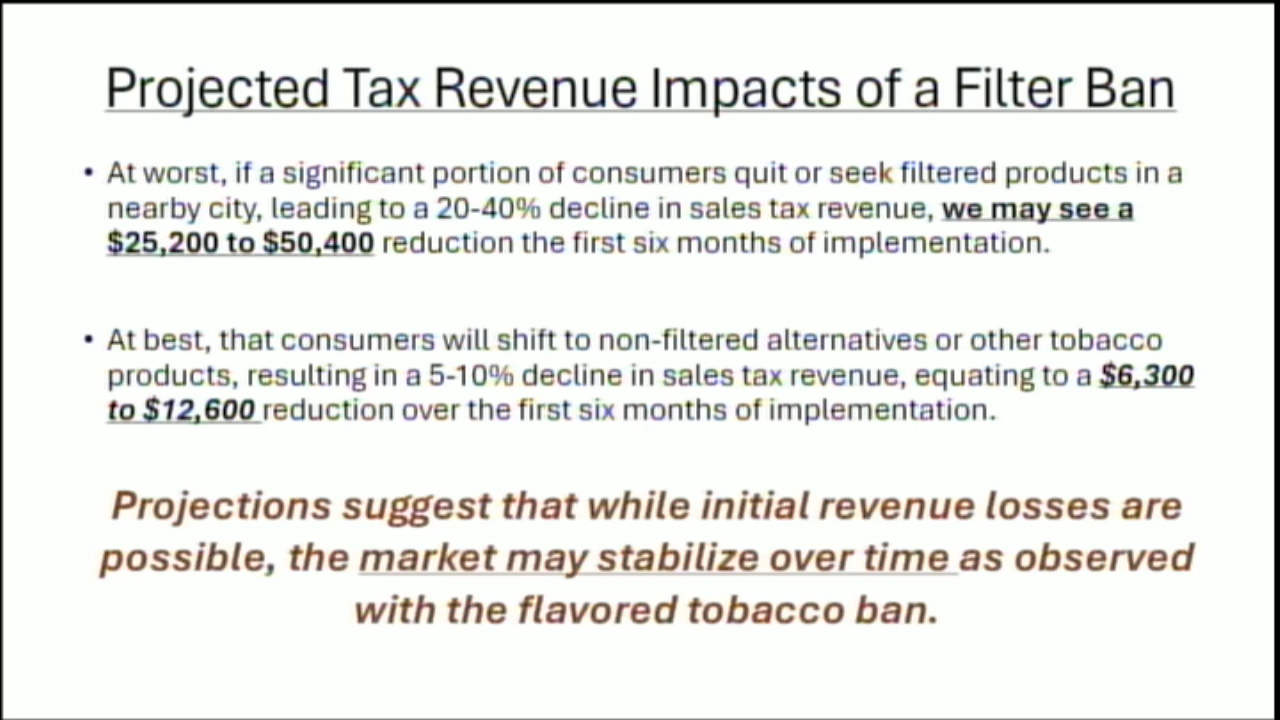 Projected Tax Revenue Impacts of a Filter Ban
• At worst, if a significant portion of consumers quit or seek filtered products in a
nearby city, leading to a 20-40% decline in sales tax revenue, we may see a
$25,200 to $50,400 reduction the first six months of implementation.
• At best, that consumers will shift to non-filtered alternatives or other tobacco
products, resulting in a 5-10% decline in sales tax revenue, equating to a $6,300
to $12,600 reduction over the first six months of implementation.
Projections suggest that while initial revenue losses are
possible, the market may stabilize over time as observed
with the flavored tobacco ban.